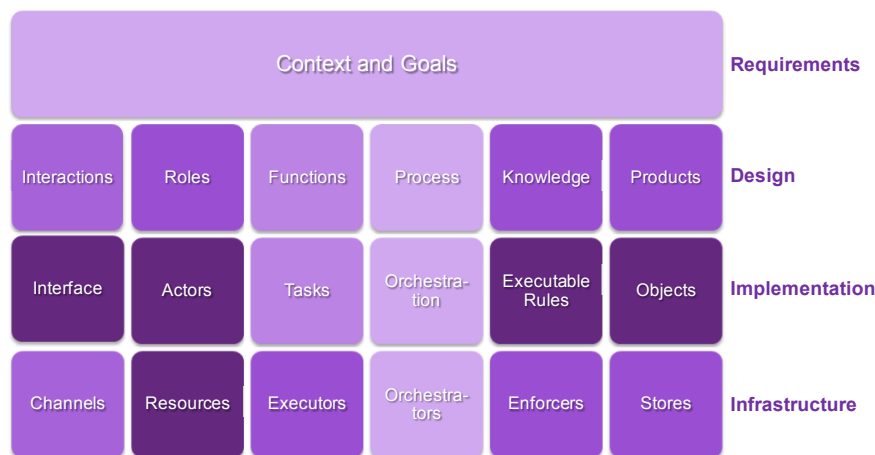 Context and Goals
Requirements
Interactions
Roles
Functions
Process
Knowledge
Products
Design
Interface
Actors
Tasks
Orchestra-
tion
Executable
Rules
Objects
Implementation
Channels
Resources
Executors
Orchestra-
tors
Enforcers
Stores
Infrastructure